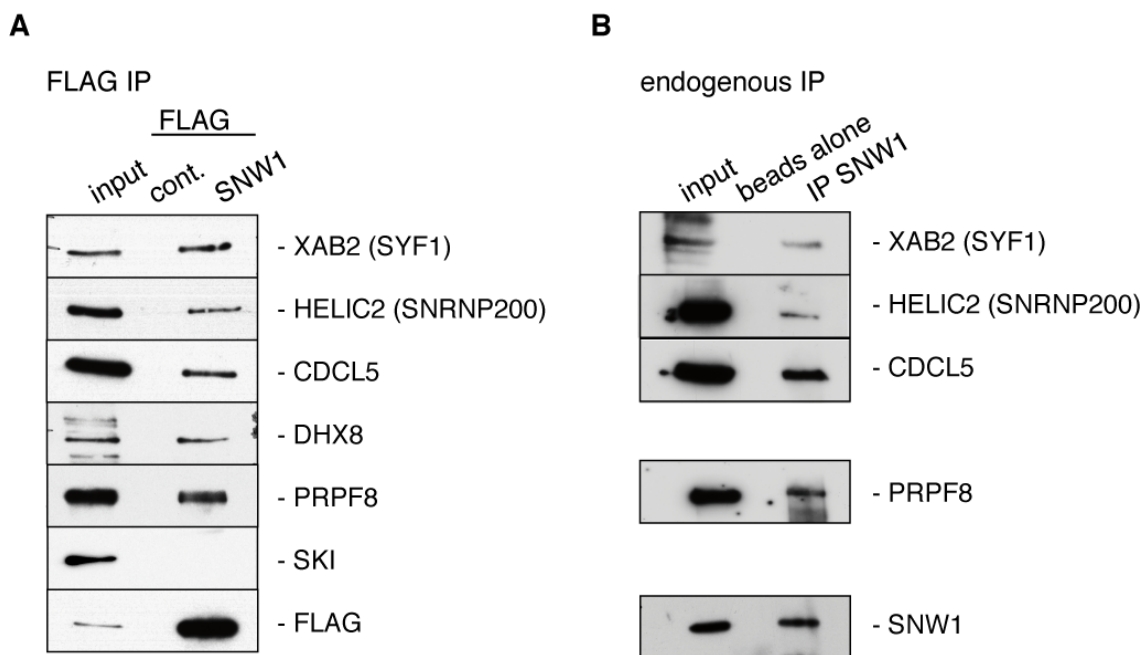 A
FLAG IP
FLAG
input
cont.
SNW1
- XAB2 (SYF1)
- HELIC2 (SNRNP200)
- CDCL5
- DHX8
- PRPF8
- SKI
- FLAG
B
endogenous IP
input
beads alone
IP SNW1
- XAB2 (SYF1)
- HELIC2 (SNRNP200)
- CDCL5
- PRPF8
- SNW1